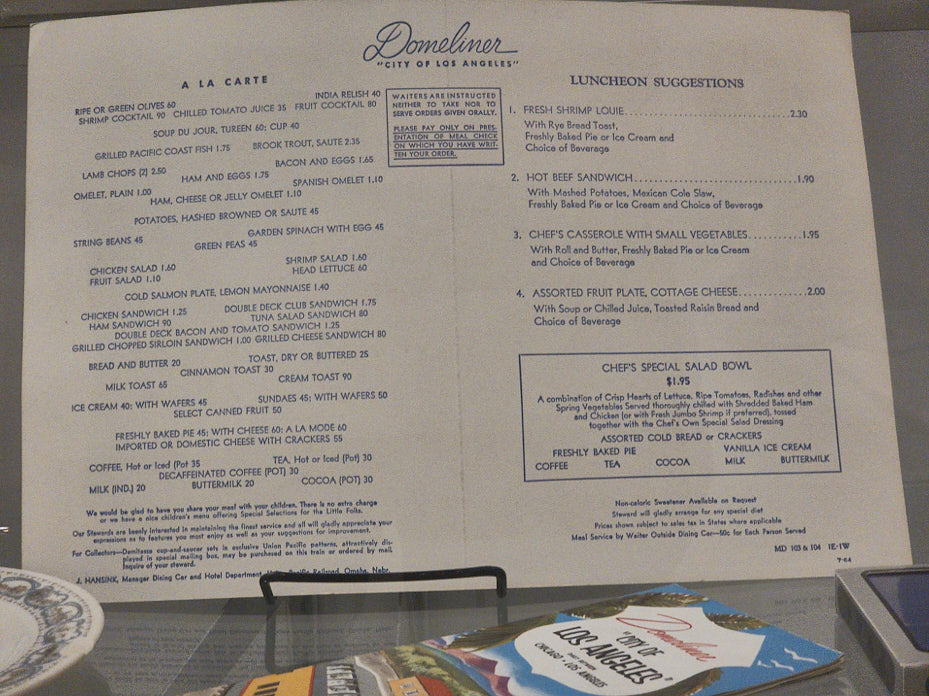 Domeliner
"CITY OF LOS ANGELES"
A LA CARTE
INDIA RELISH 40
RIPE OR GREEN OLIVES 60
SHRIMP COCKTAIL 90 CHILLED TOMATO JUICE 35 FRUIT COCKTAIL 80
SOUP DU JOUR, TUREEN 60; CUP 40
GRILLED PACIFIC COAST FISH 1.75 BROOK TROUT, SAUTE 2.35
BACON AND EGGS 1.65
LAMB CHOPS (2) 2.50 HAM AND EGGS 1.75
SPANISH OMELET 1.10
OMELET, PLAIN 1.00 HAM, CHEESE OR JELLY OMELET 1.10
POTATOES, HASHED BROWNED OR SAUTE 45
GARDEN SPINACH WITH EGG 45
STRING BEANS 45 GREEN PEAS 45
SHRIMP SALAD 1.60
CHICKEN SALAD 1.60 HEAD LETTUCE 60
FRUIT SALAD 1.10
COLD SALMON PLATE, LEMON MAYONNAISE 1.40
DOUBLE DECK CLUB SANDWICH 1.75
CHICKEN SANDWICH 1.25 TUNA SALAD SANDWICH 80
HAM SANDWICH 90
DOUBLE DECK BACON AND TOMATO SANDWICH 1.25
GRILLED CHOPPED SIRLOIN SANDWICH 1.00 GRILLED CHEESE SANDWICH 80
TOAST, DRY OR BUTTERED 25
BREAD AND BUTTER 20 CINNAMON TOAST 30
MILK TOAST 65 CREAM TOAST 90
SUNDAES 45; WITH WAFERS 50
ICE CREAM 40; WITH WAFERS 45
SELECT CANNED FRUIT 50
FRESHLY BAKED PIE 45; WITH CHEESE 60; A LA MODE 60
IMPORTED OR DOMESTIC CHEESE WITH CRACKERS 55
COFFEE, Hot or Iced (Pot 35 TEA, Hot or Iced (Pot) 30
DECAFFEINATED COFFEE (POT) 30
MILK (IND.) 20 BUTTERMILK 20 COCOA (POT) 30
We would be glad to have you share your meal with your children. There is no extra charge
or we have a nice children's menu offering Special Selections for the Little Folks.
Our Stewards are keenly interested in maintaining the finest service and all will gladly appreciate your
expressions as to features you most enjoy as well as your suggestions for improvement.
For Collectors—Demitasse cup-and-saucer sets in exclusive Union Pacific patterns, attractively dis-
played in special mailing box, may be purchased on this train or ordered by mail.
Inquire of your steward.
J. HANSINK, Manager Dining Car and Hotel Department, Pacific Railroad, Omaha, Nebr.
WAITERS ARE INSTRUCTED
NEITHER TO TAKE NOR TO
SERVE ORDERS GIVEN ORALLY.
PLEASE PAY ONLY ON PRES-
ENTATION OF MEAL CHECK
ON WHICH YOU HAVE WRIT-
TEN YOUR ORDER.
LUNCHEON SUGGESTIONS
1. FRESH SHRIMP LOUIE..............................2.30
With Rye Bread Toast,
Freshly Baked Pie or Ice Cream and
Choice of Beverage
2. HOT BEEF SANDWICH..............................1.90
With Mashed Potatoes, Mexican Cole Slaw,
Freshly Baked Pie or Ice Cream and Choice of Beverage
3. CHEF'S CASSEROLE WITH SMALL VEGETABLES...........1.95
With Roll and Butter, Freshly Baked Pie or Ice Cream
and Choice of Beverage
4. ASSORTED FRUIT PLATE, COTTAGE CHEESE..............2.00
With Soup or Chilled Juice, Toasted Raisin Bread and
Choice of Beverage
CHEF'S SPECIAL SALAD BOWL
$1.95
A combination of Crisp Hearts of Lettuce, Ripe Tomatoes, Radishes and other
Spring Vegetables Served thoroughly chilled with Shredded Baked Ham
and Chicken (or with Fresh Jumbo Shrimp if preferred), tossed
together with the Chef's Own Special Salad Dressing
ASSORTED COLD BREAD or CRACKERS
FRESHLY BAKED PIE VANILLA ICE CREAM
COFFEE TEA COCOA MILK BUTTERMILK
Non-caloric Sweetener Available on Request
Steward will gladly arrange for any special diet
Prices shown subject to sales tax in States where applicable
Meal Service by Waiter Outside Dining Car—50c for Each Person Served
MD 103 & 104 1E-1W
7-64
Domeliner
"CITY OF
LOS ANGELES"
CHICAGO • LOS ANGELES